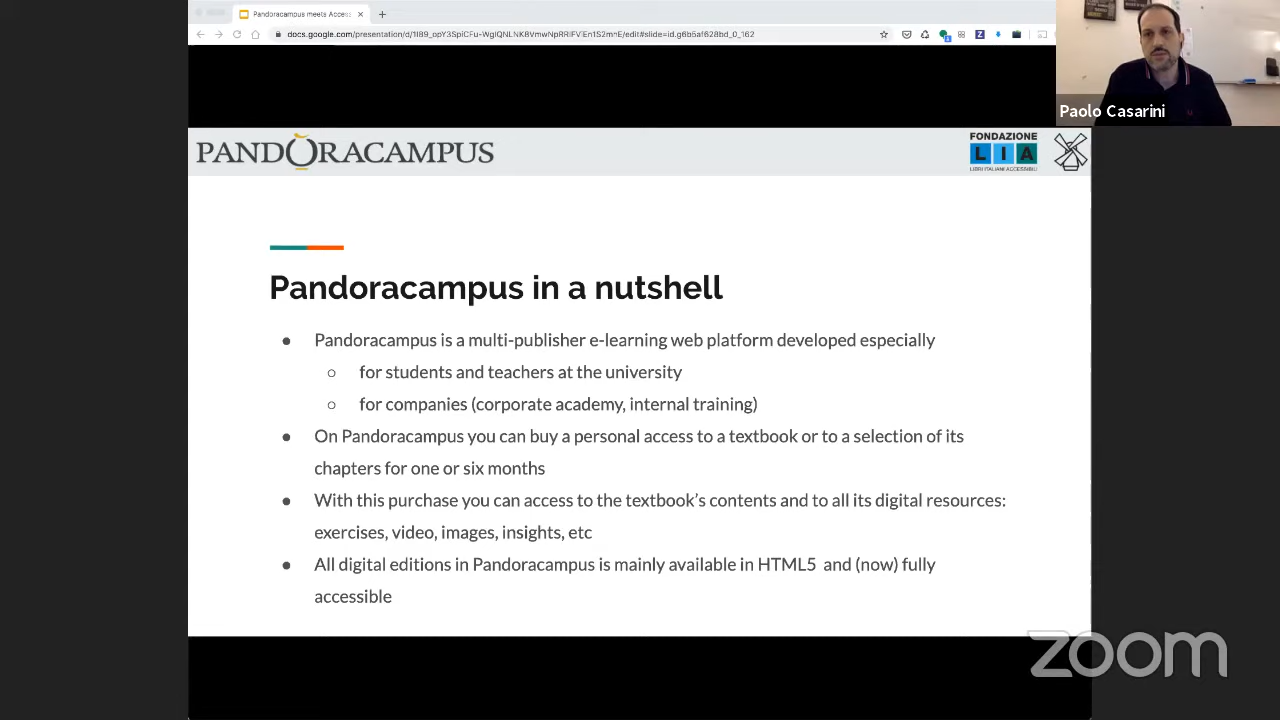 Pandoracampus meets Acces
docs.google.com/presentation/d/1I89_opY3SpiCFu-WgIQNLNK8VmwNpRRIFViEn1S2mnE/edit#slide=id.g6b5af628bd_0_162
Paolo Casarini
PANDORACAMPUS
FONDAZIONE
LIA
LIBRI ITALIANI ACCESSIBILI
Pandoracampus in a nutshell
● Pandoracampus is a multi-publisher e-learning web platform developed especially
○ for students and teachers at the university
○ for companies (corporate academy, internal training)
● On Pandoracampus you can buy a personal access to a textbook or to a selection of its
chapters for one or six months
● With this purchase you can access to the textbook's contents and to all its digital resources:
exercises, video, images, insights, etc
● All digital editions in Pandoracampus is mainly available in HTML5 and (now) fully
accessible
zoom